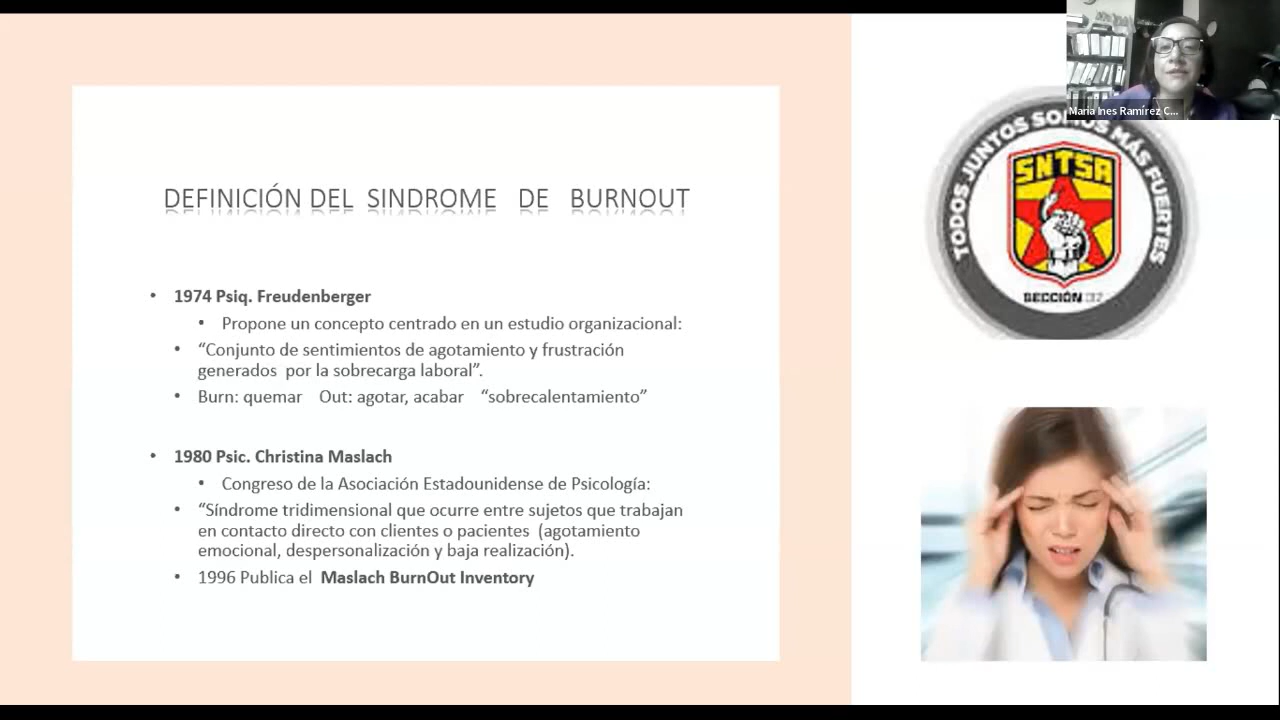 DEFINICIÓN DEL SINDROME DE BURNOUT
• 1974 Psiq. Freudenberger
• Propone un concepto centrado en un estudio organizacional:
• “Conjunto de sentimientos de agotamiento y frustración
generados por la sobrecarga laboral”.
• Burn: quemar Out: agotar, acabar “sobrecalentamiento”
• 1980 Psic. Christina Maslach
• Congreso de la Asociación Estadounidense de Psicología:
• “Síndrome tridimensional que ocurre entre sujetos que trabajan
en contacto directo con clientes o pacientes (agotamiento
emocional, despersonalización y baja realización).
• 1996 Publica el Maslach BurnOut Inventory
Maria Ines Ramírez C...
TODOS JUNTOS SOMOS MÁS FUERTES
SNTSA
SECCIÓN